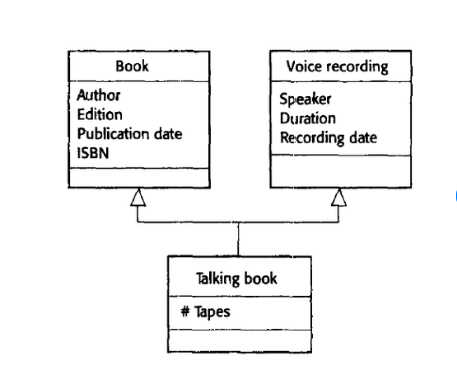 Book
Author
Edition
Publication date
ISBN
Voice recording
Speaker
Duration
Recording date
Talking book
# Tapes